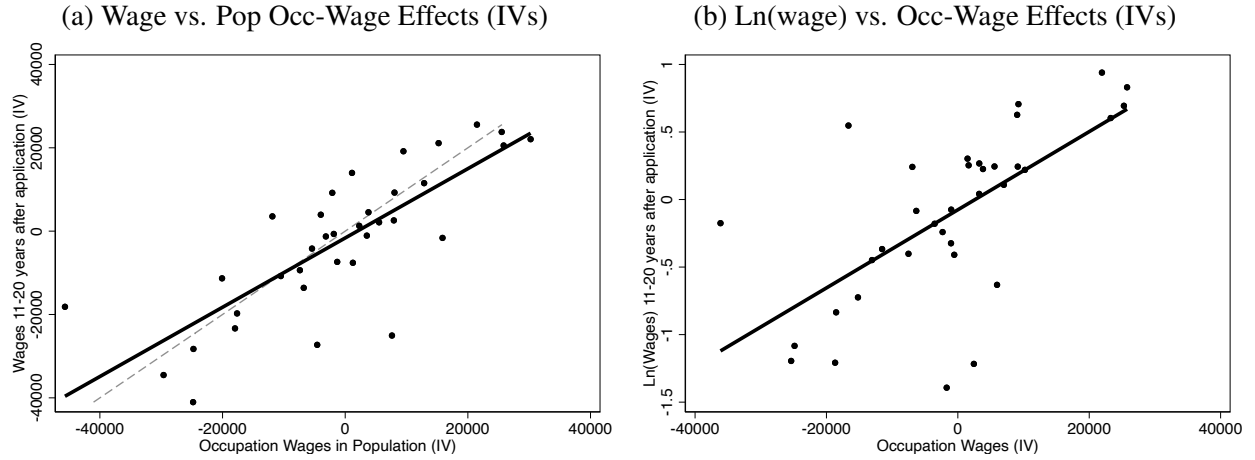 (a) Wage vs. Pop Occ-Wage Effects (IVs)
Wages 11-20 years after application (IV)
40000
20000
0
-20000
-40000
-40000 -20000 0 20000 40000
Occupation Wages in Population (IV)
(b) Ln(wage) vs. Occ-Wage Effects (IVs)
Ln(Wages) 11-20 years after application (IV)
1
.5
0
-.5
-1
-1.5
-40000 -20000 0 20000 40000
Occupation Wages (IV)